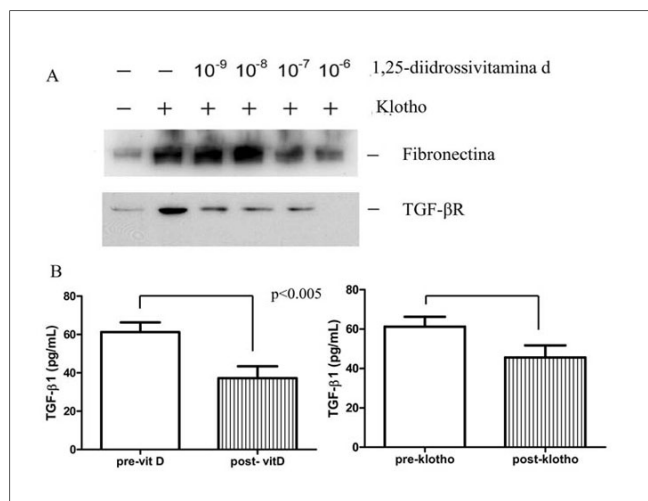 A
– – 10⁻⁹ 10⁻⁸ 10⁻⁷ 10⁻⁶ 1,25-diidrossivitamina d
– + + + + + Klotho
– Fibronectina
– TGF-βR
B
p<0.005
TGF-β1 (pg/mL)
80
60
40
20
0
pre-vit D post- vitD
TGF-β1 (pg/mL)
80
60
40
20
0
pre-klotho post-klotho